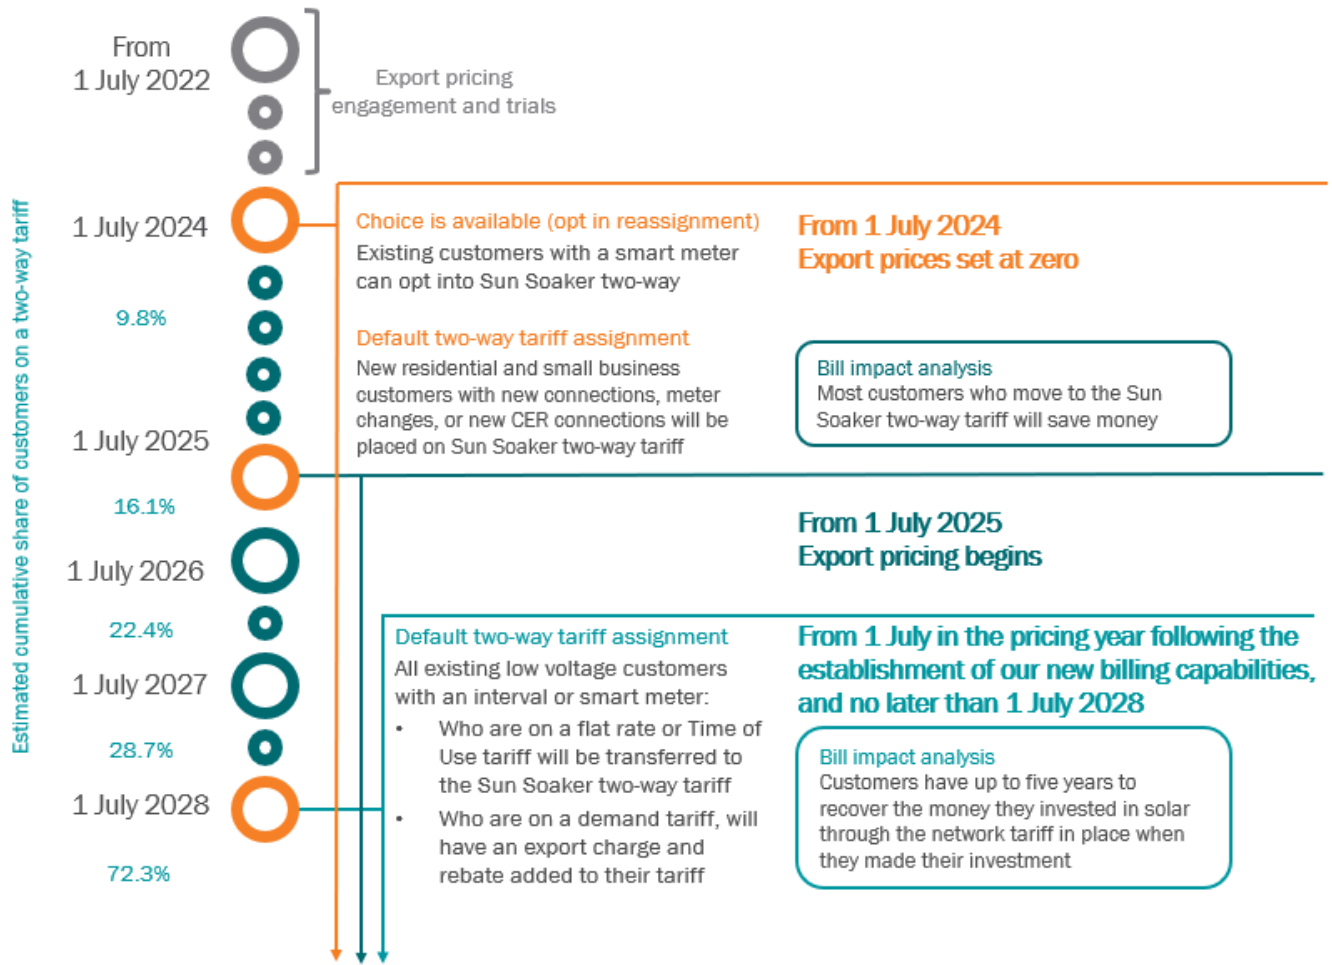 From
1 July 2022
Export pricing
engagement and trials
Estimated cumulative share of customers on a two-way tariff
1 July 2024
Choice is available (opt in reassignment)
Existing customers with a smart meter
can opt into Sun Soaker two-way
From 1 July 2024
Export prices set at zero
9.8%
Default two-way tariff assignment
New residential and small business
customers with new connections, meter
changes, or new CER connections will be
placed on Sun Soaker two-way tariff
Bill impact analysis
Most customers who move to the Sun
Soaker two-way tariff will save money
1 July 2025
16.1%
From 1 July 2025
Export pricing begins
1 July 2026
22.4%
Default two-way tariff assignment
All existing low voltage customers
with an interval or smart meter:
• Who are on a flat rate or Time of
Use tariff will be transferred to
the Sun Soaker two-way tariff
• Who are on a demand tariff, will
have an export charge and
rebate added to their tariff
From 1 July in the pricing year following the
establishment of our new billing capabilities,
and no later than 1 July 2028
1 July 2027
28.7%
Bill impact analysis
Customers have up to five years to
recover the money they invested in solar
through the network tariff in place when
they made their investment
1 July 2028
72.3%